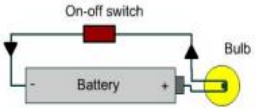 On-off switch
Bulb
- Battery +